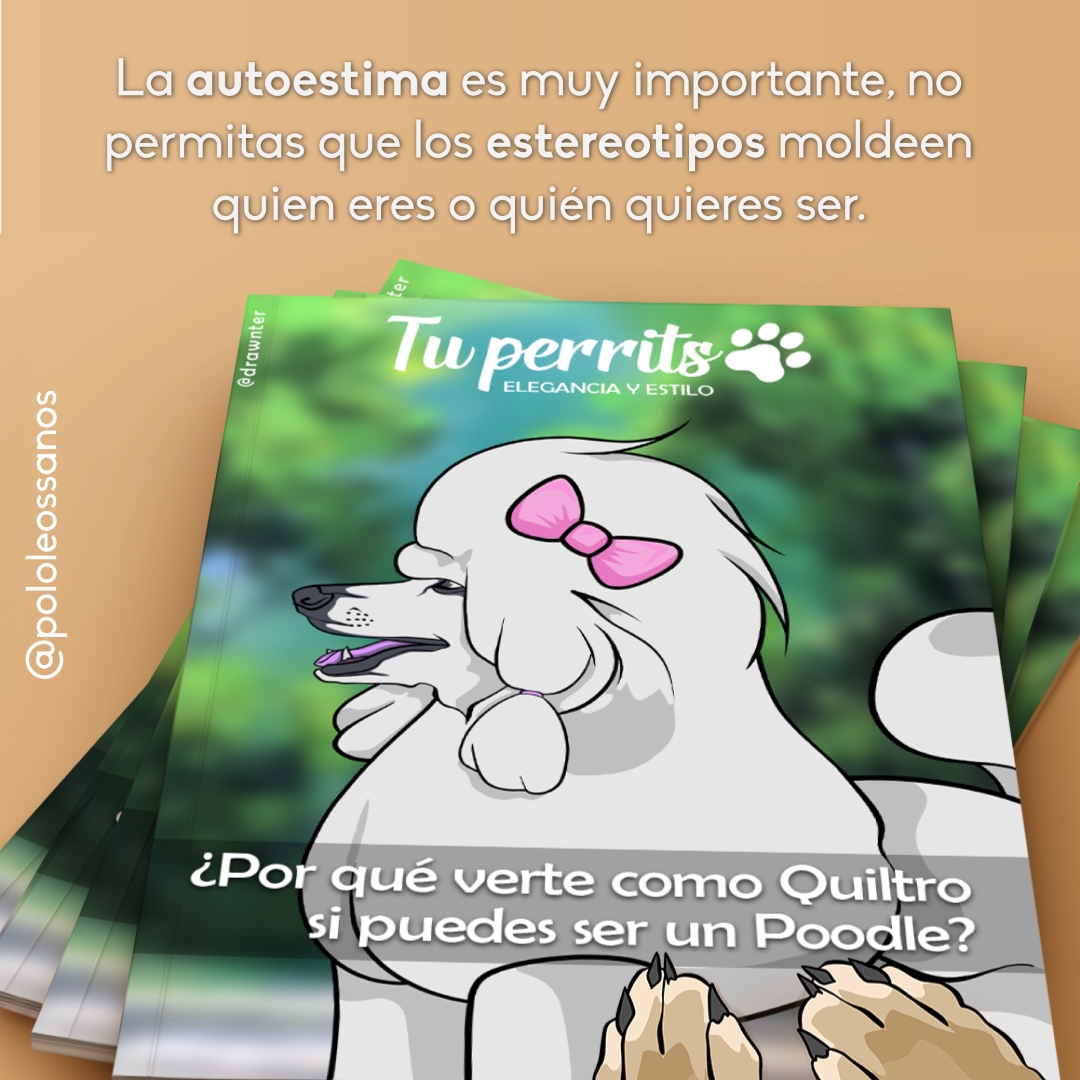 La autoestima es muy importante, no
permitas que los estereotipos moldeen
quien eres o quién quieres ser.
@pololeossanos
ter
@drawnter
Tu perrits
ELEGANCIA Y ESTILO
¿Por qué verte como Quiltro
si puedes ser un Poodle?